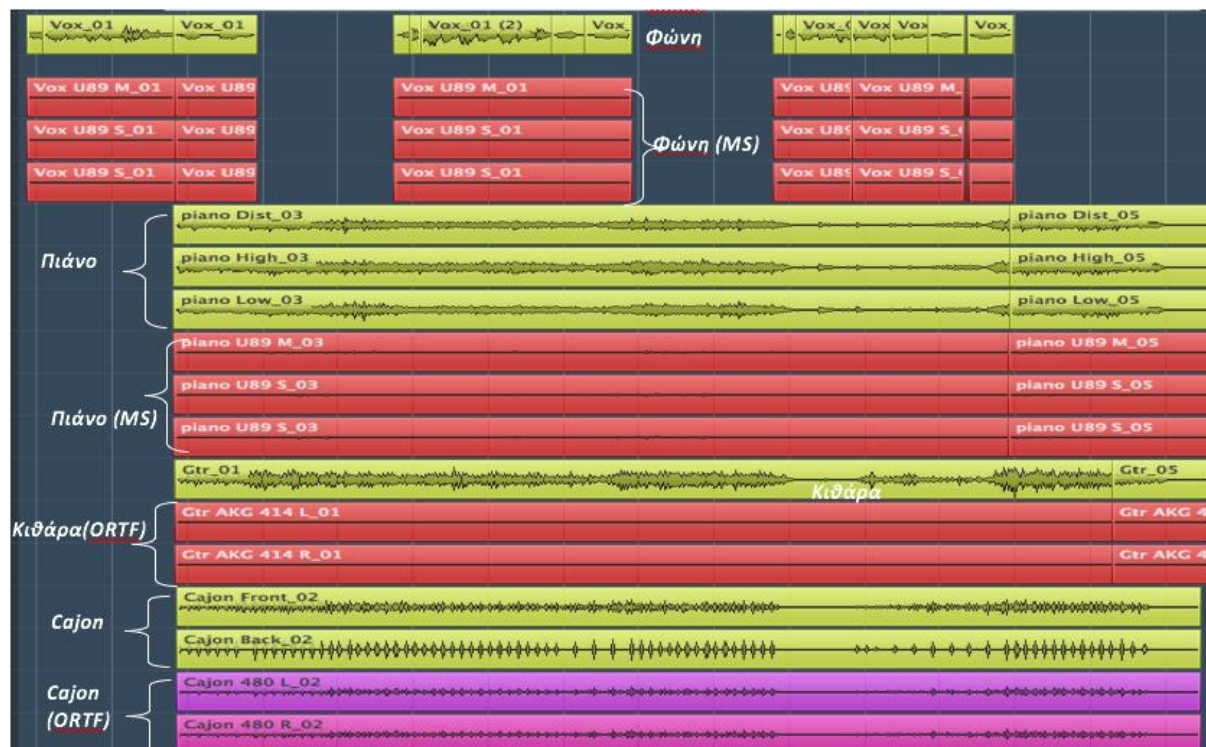 Vox_01 Vox_01 Vox_01 (2) Vox_ Φώνη Vox_( Vox Vox Vox_
Vox U89 M_01 Vox U89 Vox U89 M_01 Vox U89 Vox U89 M_
Vox U89 S_01 Vox U89 Vox U89 S_01 Φώνη (MS) Vox U89 Vox U89 S_(
Vox U89 S_01 Vox U89 Vox U89 S_01 Vox U89 Vox U89 S_(
piano Dist_03 piano Dist_05
Πιάνο piano High_03 piano High_05
piano Low_03 piano Low_05
piano U89 M_03 piano U89 M_05
piano U89 S_03 piano U89 S_05
Πιάνο (MS) piano U89 S_03 piano U89 S_05
Gtr_01 Κιθάρα Gtr_05
Κιθάρα(ORTF) Gtr AKG 414 L_01 Gtr AKG 4
Gtr AKG 414 R_01 Gtr AKG 4
Cajon Front_02
Cajon
Cajon Back_02
Cajon 480 L_02
Cajon
(ORTF)
Cajon 480 R_02